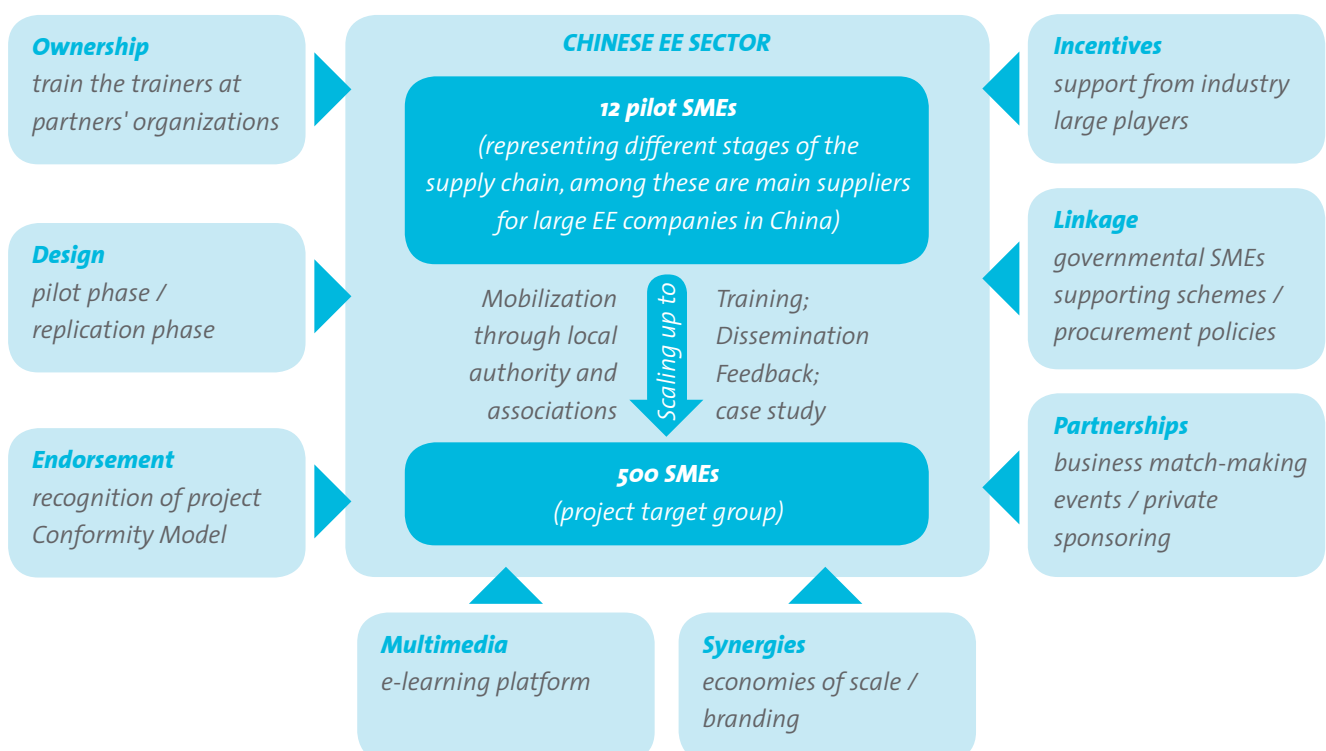 Ownership
train the trainers at
partners' organizations
Design
pilot phase /
replication phase
Endorsement
recognition of project
Conformity Model
CHINESE EE SECTOR
12 pilot SMEs
(representing different stages of the
supply chain, among these are main suppliers
for large EE companies in China)
Mobilization
through local
authority and
associations
Scaling up to
Training;
Dissemination
Feedback;
case study
500 SMEs
(project target group)
Incentives
support from industry
large players
Linkage
governmental SMEs
supporting schemes /
procurement policies
Partnerships
business match-making
events / private
sponsoring
Multimedia
e-learning platform
Synergies
economies of scale /
branding